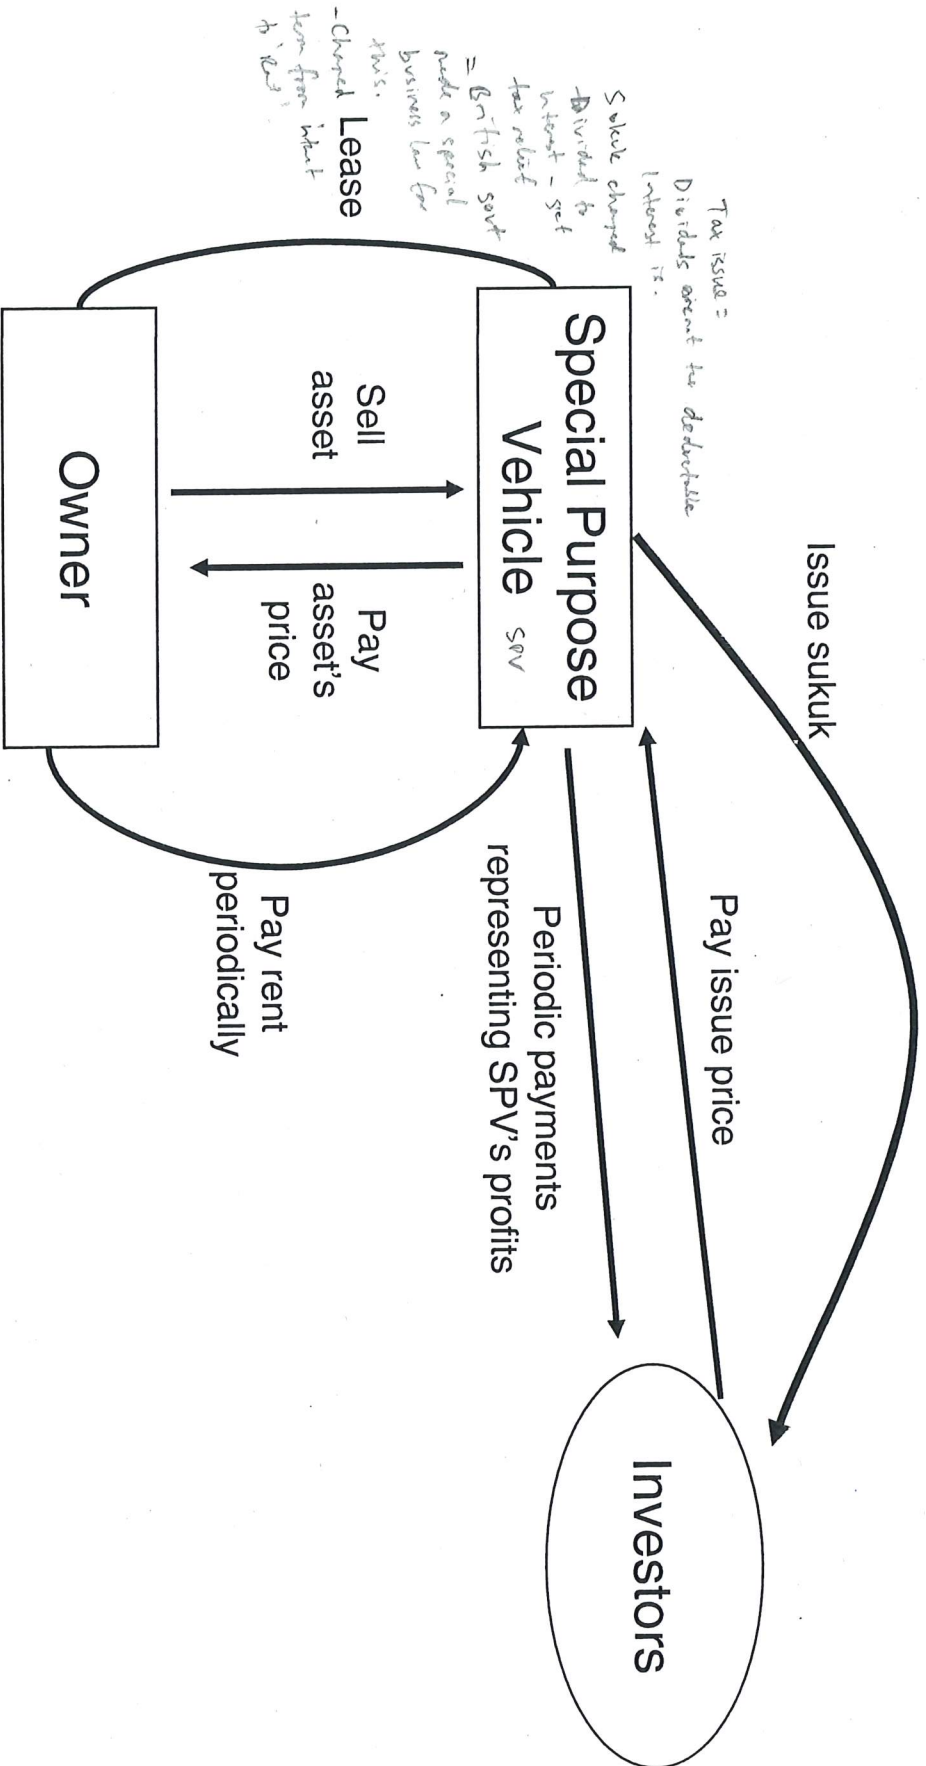 Tax issue =
Dividends arent tax deductable
Interest is.
Sukuk changed
Dividend to
interest - get
tax relief
= British govt
made a special
business law for
this.
- Changed
term from
to 'Rent'
Issue sukuk
Pay issue price
Special Purpose
Vehicle SPV
Periodic payments
representing SPV's profits
Investors
Lease
Sell
asset
Pay
asset's
price
Pay rent
periodically
Owner